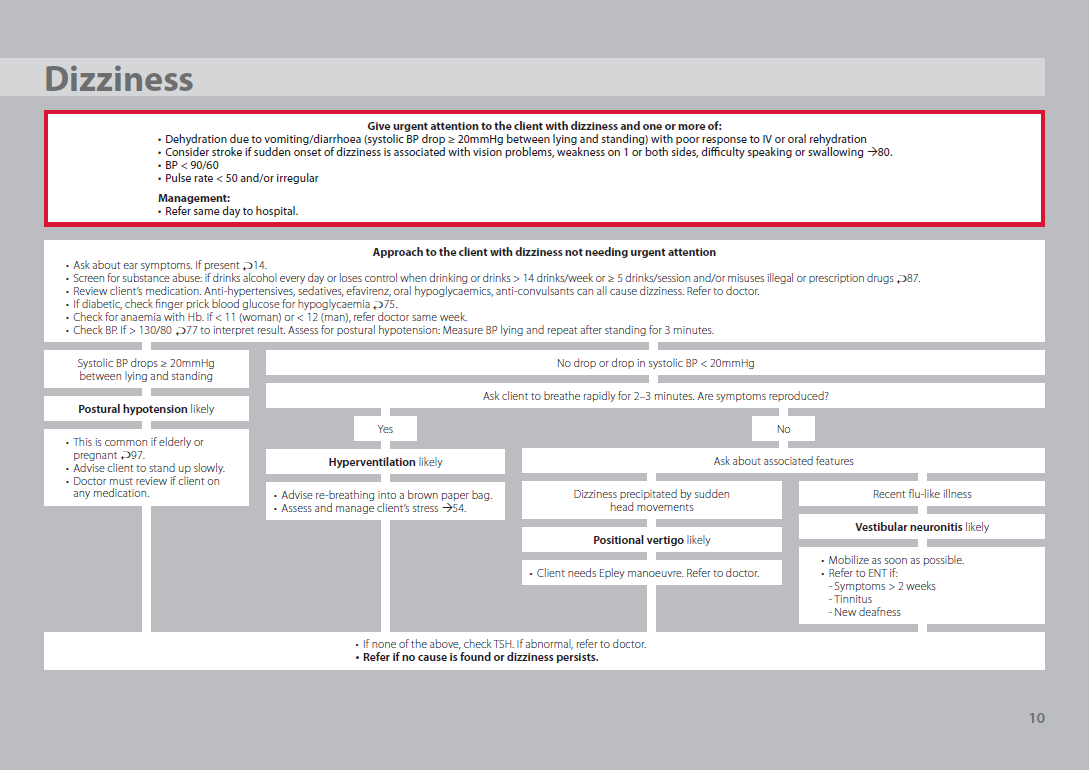 Dizziness
Give urgent attention to the client with dizziness and one or more of:
• Dehydration due to vomiting/diarrhoea (systolic BP drop ≥ 20mmHg between lying and standing) with poor response to IV or oral rehydration
• Consider stroke if sudden onset of dizziness is associated with vision problems, weakness on 1 or both sides, difficulty speaking or swallowing →80.
• BP < 90/60
• Pulse rate < 50 and/or irregular
Management:
• Refer same day to hospital.
Approach to the client with dizziness not needing urgent attention
• Ask about ear symptoms. If present ⮌14.
• Screen for substance abuse: if drinks alcohol every day or loses control when drinking or drinks > 14 drinks/week or ≥ 5 drinks/session and/or misuses illegal or prescription drugs ⮌87.
• Review client's medication. Anti-hypertensives, sedatives, efavirenz, oral hypoglycaemics, anti-convulsants can all cause dizziness. Refer to doctor.
• If diabetic, check finger prick blood glucose for hypoglycaemia ⮌75.
• Check for anaemia with Hb. If < 11 (woman) or < 12 (man), refer doctor same week.
• Check BP. If > 130/80 ⮌77 to interpret result. Assess for postural hypotension: Measure BP lying and repeat after standing for 3 minutes.
Systolic BP drops ≥ 20mmHg
between lying and standing
Postural hypotension likely
• This is common if elderly or
pregnant ⮌97.
• Advise client to stand up slowly.
• Doctor must review if client on
any medication.
No drop or drop in systolic BP < 20mmHg
Ask client to breathe rapidly for 2–3 minutes. Are symptoms reproduced?
Yes
Hyperventilation likely
• Advise re-breathing into a brown paper bag.
• Assess and manage client's stress →54.
No
Ask about associated features
Dizziness precipitated by sudden
head movements
Positional vertigo likely
• Client needs Epley manoeuvre. Refer to doctor.
Recent flu-like illness
Vestibular neuronitis likely
• Mobilize as soon as possible.
• Refer to ENT if:
- Symptoms > 2 weeks
- Tinnitus
- New deafness
• If none of the above, check TSH. If abnormal, refer to doctor.
• Refer if no cause is found or dizziness persists.
10